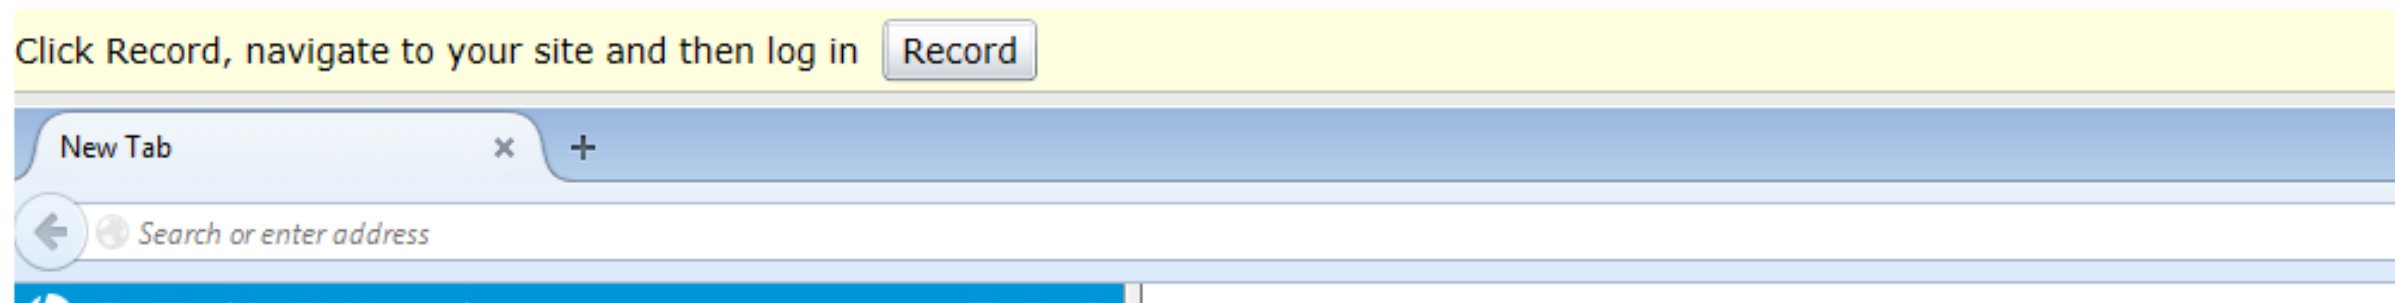 Click Record, navigate to your site and then log in Record
New Tab
Search or enter address